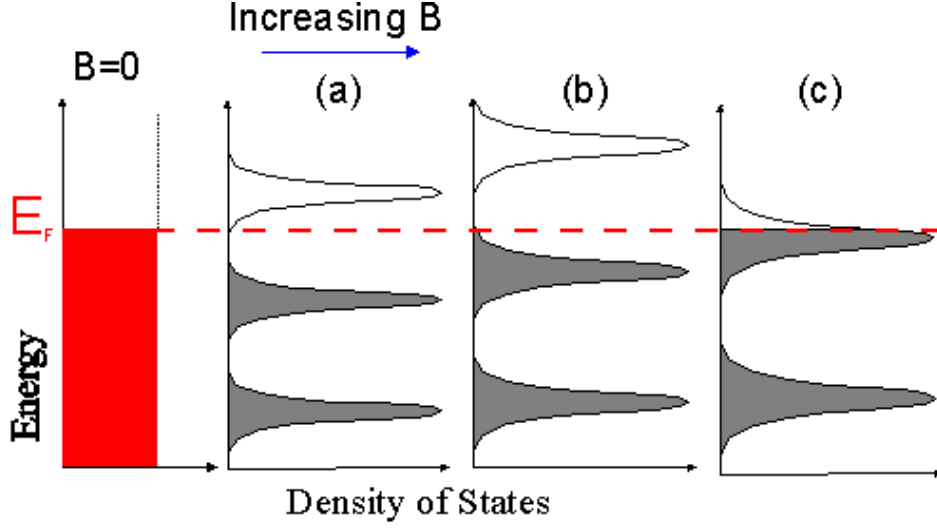 Increasing B
B=0
(a)
(b)
(c)
E_F
Energy
Density of States